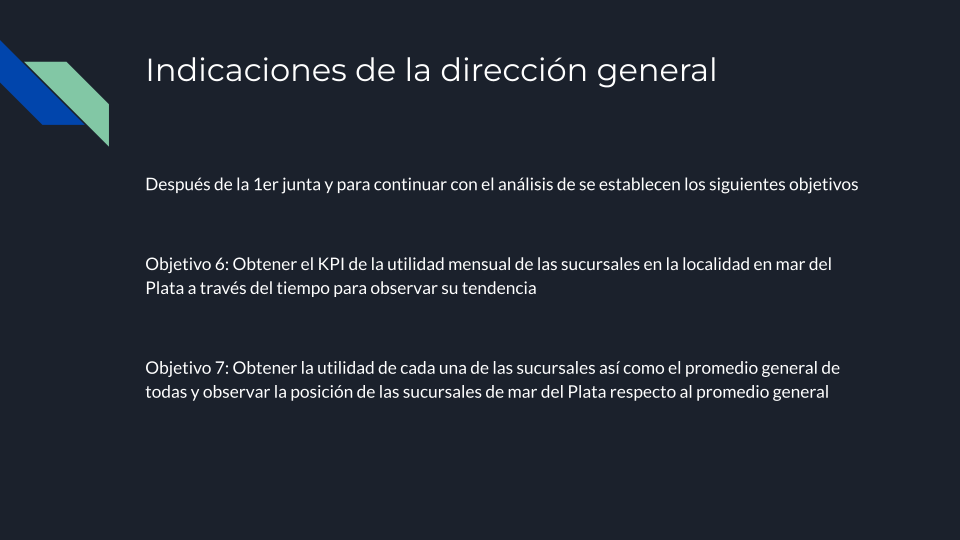 Indicaciones de la dirección general
Después de la 1er junta y para continuar con el análisis de se establecen los siguientes objetivos
Objetivo 6: Obtener el KPI de la utilidad mensual de las sucursales en la localidad en mar del
Plata a través del tiempo para observar su tendencia
Objetivo 7: Obtener la utilidad de cada una de las sucursales así como el promedio general de
todas y observar la posición de las sucursales de mar del Plata respecto al promedio general